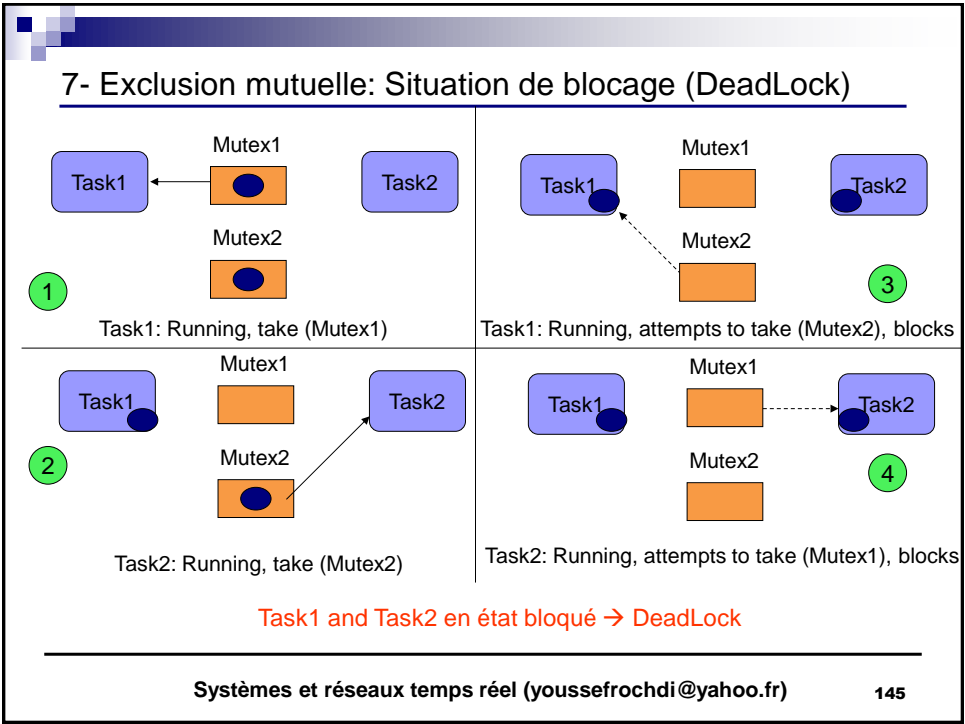 7- Exclusion mutuelle: Situation de blocage (DeadLock)
Mutex1
Task1
Task2
Mutex2
1
Task1: Running, take (Mutex1)
Mutex1
Task1
Task2
Mutex2
3
Task1: Running, attempts to take (Mutex2), blocks
Mutex1
Task1
Task2
Mutex2
2
Task2: Running, take (Mutex2)
Mutex1
Task1
Task2
Mutex2
4
Task2: Running, attempts to take (Mutex1), blocks
Task1 and Task2 en état bloqué → DeadLock
Systèmes et réseaux temps réel (youssefrochdi@yahoo.fr)
145